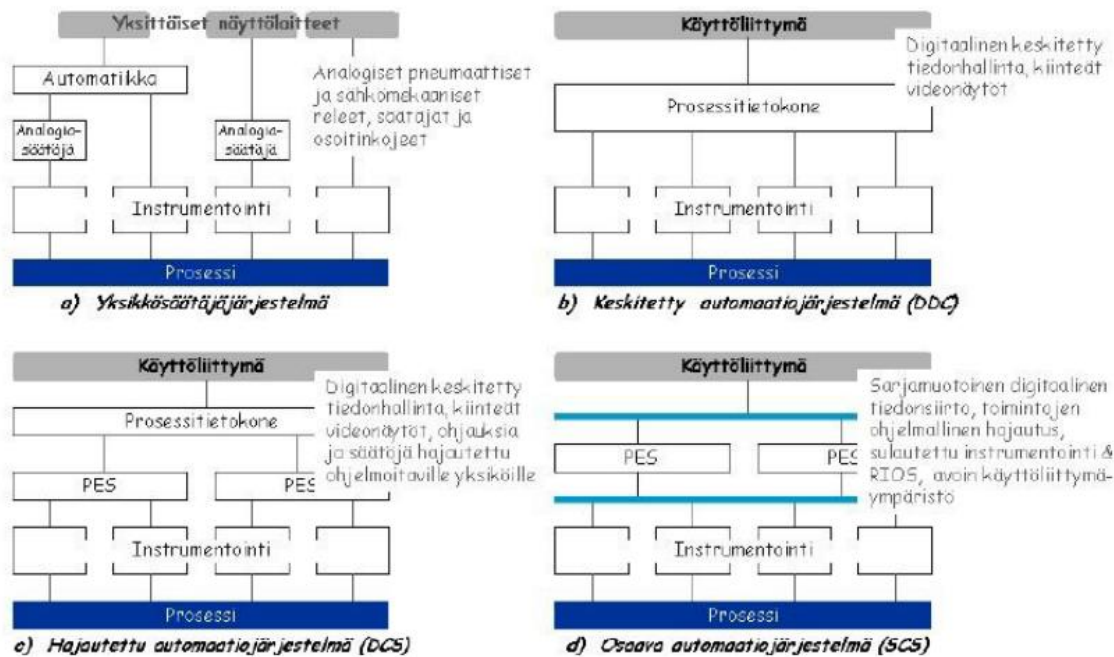 Yksittäiset näyttölaitteet
Automatiikka
Analogia-
säätäjä
Analogia-
säätäjä
Analogiset pneumaattiset
ja sähkömekaaniset
releet, säätäjät ja
osoitinkojeet
Instrumentointi
Prosessi
a) Yksikkösäätäjäjärjestelmä
Käyttöliittymä
Digitaalinen keskitetty
tiedonhallinta, kiinteät
videonäytöt
Prosessitietokone
Instrumentointi
Prosessi
b) Keskitetty automaatiojärjestelmä (DDC)
Käyttöliittymä
Digitaalinen keskitetty
tiedonhallinta, kiinteät
videonäytöt, ohjauksia
ja säätöjä hajautettu
ohjelmoitaville yksiköille
Prosessitietokone
PES
PES
Instrumentointi
Prosessi
c) Hajautettu automaatiojärjestelmä (DCS)
Käyttöliittymä
Sarjamuotoinen digitaalinen
tiedonsiirto, toimintojen
ohjelmallinen hajautus,
sulautettu instrumentointi &
RIOS, avoin käyttöliittymä-
ympäristö
PES
PES
Instrumentointi
Prosessi
d) Osaava automaatiojärjestelmä (SCS)